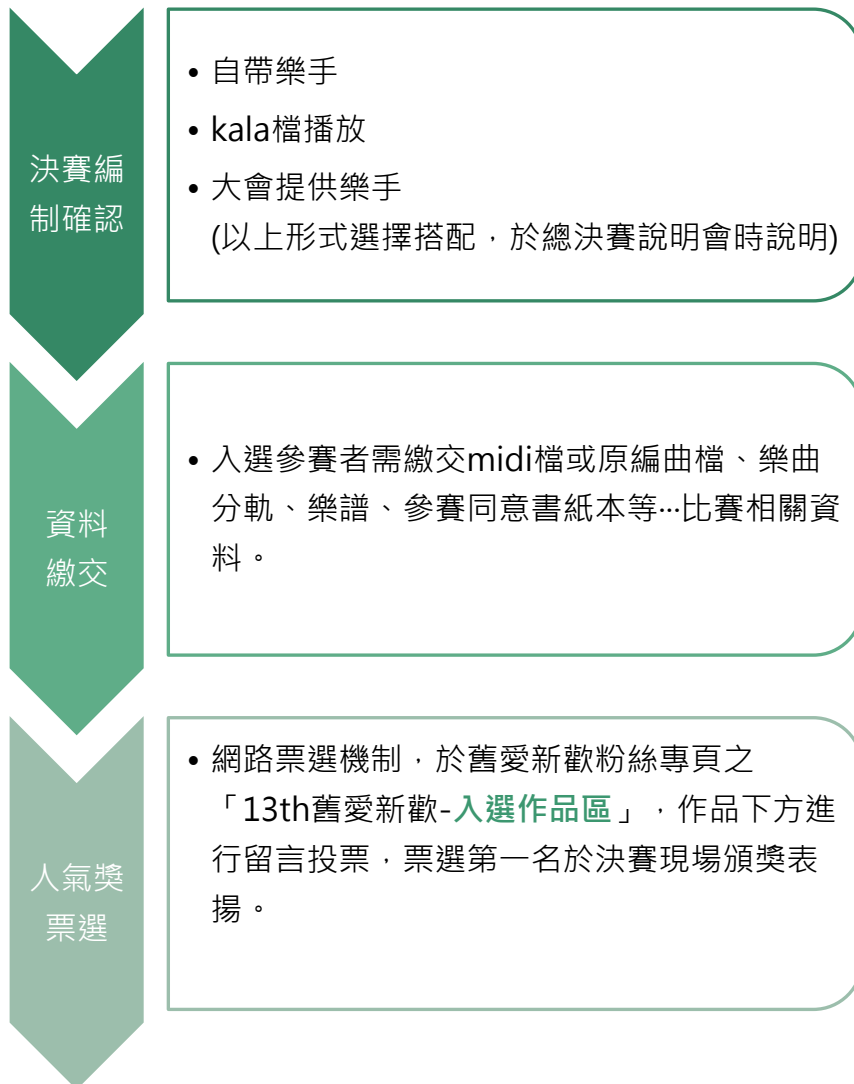 決賽編
制確認
• 自帶樂手
• kala檔播放
• 大會提供樂手
(以上形式選擇搭配，於總決賽說明會時說明)
資料
繳交
• 入選參賽者需繳交midi檔或原編曲檔、樂曲
分軌、樂譜、參賽同意書紙本等…比賽相關資
料。
人氣獎
票選
• 網路票選機制，於舊愛新歡粉絲專頁之
「13th舊愛新歡-入選作品區」，作品下方進
行留言投票，票選第一名於決賽現場頒獎表
揚。